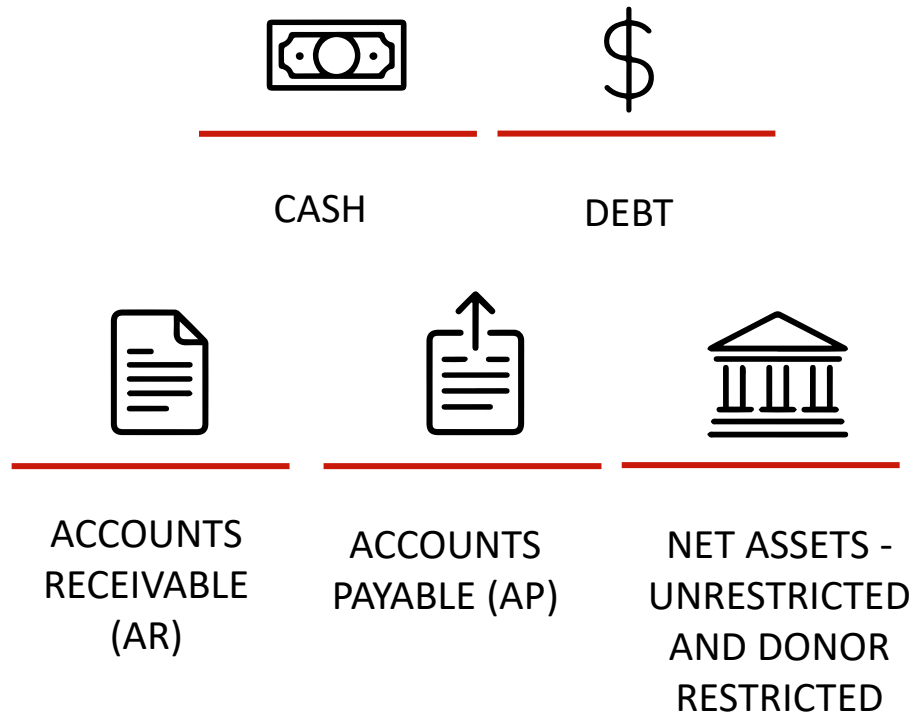 CASH
DEBT
ACCOUNTS
RECEIVABLE
(AR)
ACCOUNTS
PAYABLE (AP)
NET ASSETS -
UNRESTRICTED
AND DONOR
RESTRICTED